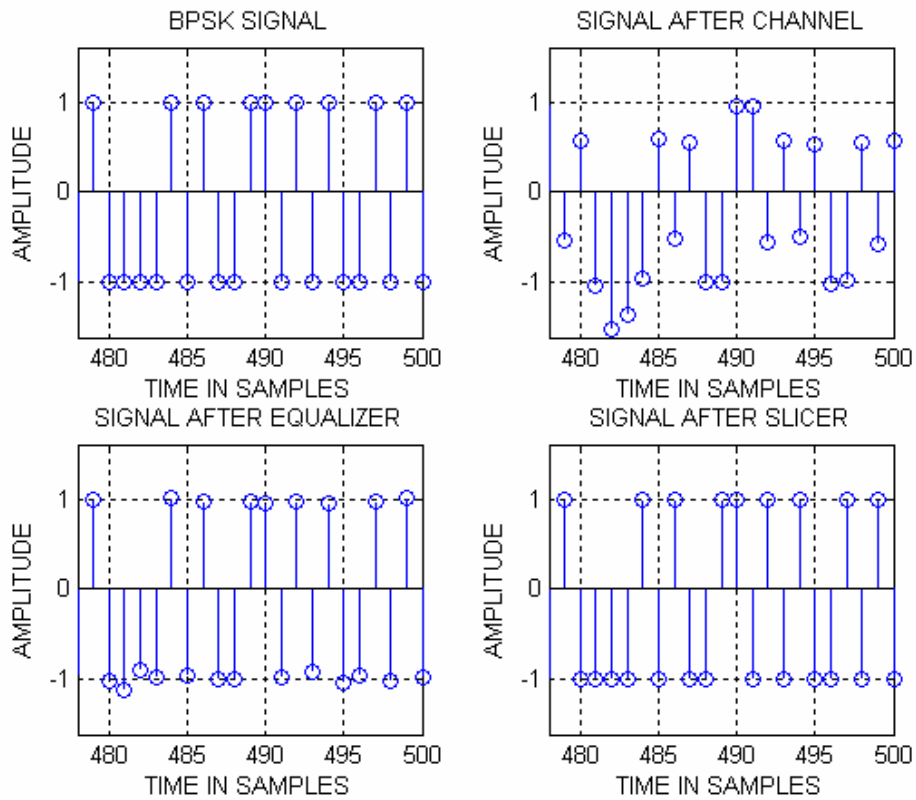 BPSK SIGNAL
AMPLITUDE
1
0
-1
480 485 490 495 500
TIME IN SAMPLES
SIGNAL AFTER CHANNEL
AMPLITUDE
1
0
-1
480 485 490 495 500
TIME IN SAMPLES
SIGNAL AFTER EQUALIZER
AMPLITUDE
1
0
-1
480 485 490 495 500
TIME IN SAMPLES
SIGNAL AFTER SLICER
AMPLITUDE
1
0
-1
480 485 490 495 500
TIME IN SAMPLES